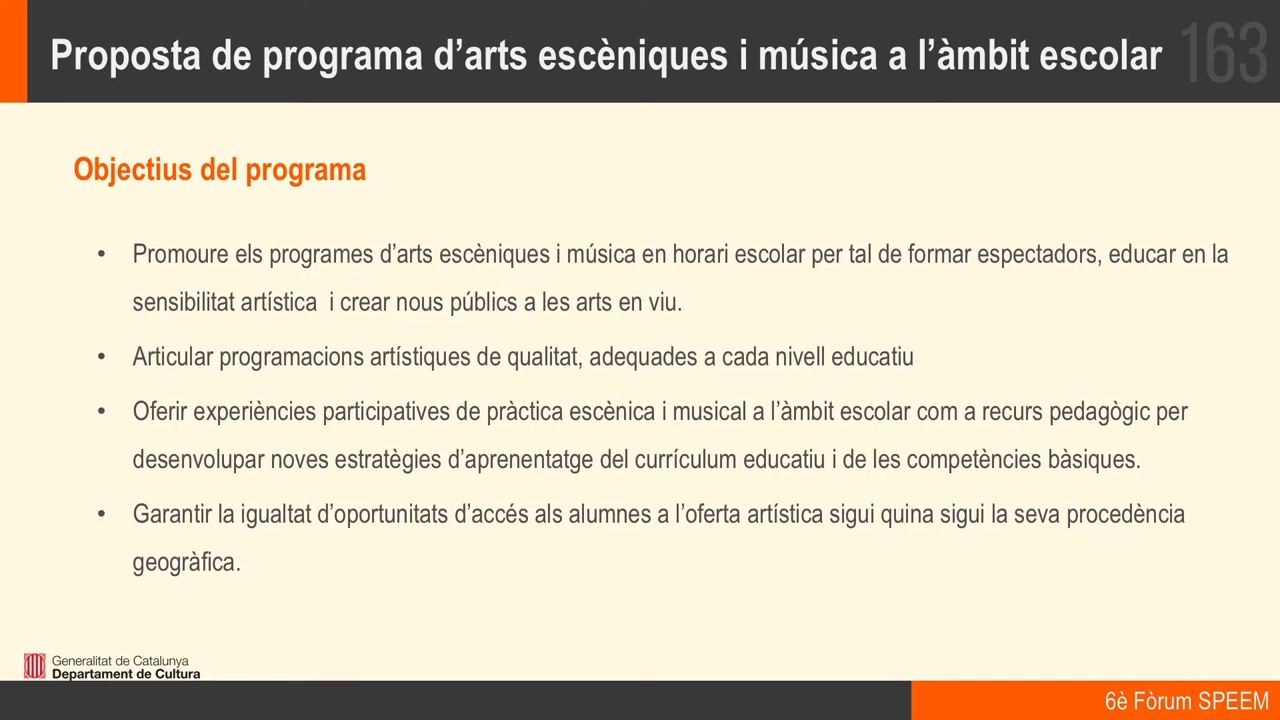 Proposta de programa d’arts escèniques i música a l’àmbit escolar
163
Objectius del programa
• Promoure els programes d’arts escèniques i música en horari escolar per tal de formar espectadors, educar en la
sensibilitat artística i crear nous públics a les arts en viu.
• Articular programacions artístiques de qualitat, adequades a cada nivell educatiu
• Oferir experiències participatives de pràctica escènica i musical a l’àmbit escolar com a recurs pedagògic per
desenvolupar noves estratègies d’aprenentatge del currículum educatiu i de les competències bàsiques.
• Garantir la igualtat d’oportunitats d’accés als alumnes a l’oferta artística sigui quina sigui la seva procedència
geogràfica.
Generalitat de Catalunya
Departament de Cultura
6è Fòrum SPEEM